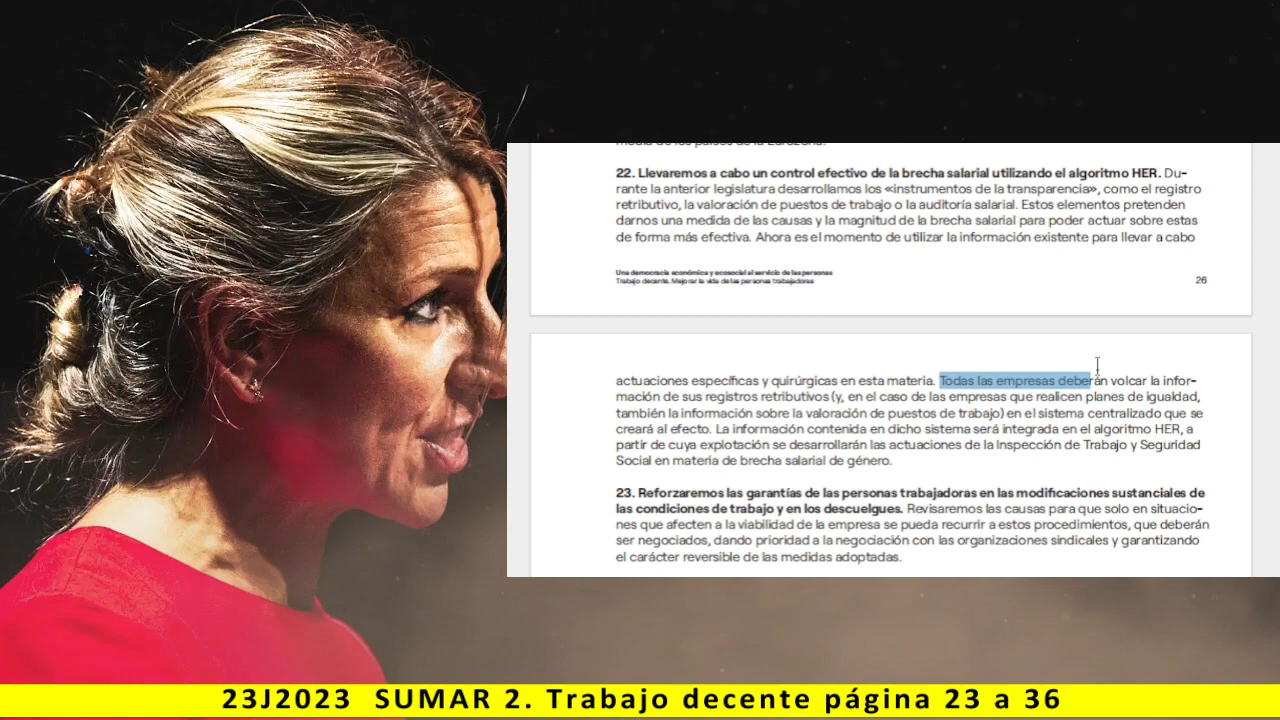 media de los países de la Eurozona.
22. Llevaremos a cabo un control efectivo de la brecha salarial utilizando el algoritmo HER. Du-
rante la anterior legislatura desarrollamos los «instrumentos de la transparencia», como el registro
retributivo, la valoración de puestos de trabajo o la auditoría salarial. Estos elementos pretenden
darnos una medida de las causas y la magnitud de la brecha salarial para poder actuar sobre estas
de forma más efectiva. Ahora es el momento de utilizar la información existente para llevar a cabo
Una democracia económica y ecosocial al servicio de las personas
Trabajo decente. Mejorar la vida de las personas trabajadoras
26
actuaciones específicas y quirúrgicas en esta materia. Todas las empresas deberán volcar la infor-
mación de sus registros retributivos (y, en el caso de las empresas que realicen planes de igualdad,
también la información sobre la valoración de puestos de trabajo) en el sistema centralizado que se
creará al efecto. La información contenida en dicho sistema será integrada en el algoritmo HER, a
partir de cuya explotación se desarrollarán las actuaciones de la Inspección de Trabajo y Seguridad
Social en materia de brecha salarial de género.
23. Reforzaremos las garantías de las personas trabajadoras en las modificaciones sustanciales de
las condiciones de trabajo y en los descuelgues. Revisaremos las causas para que solo en situacio-
nes que afecten a la viabilidad de la empresa se pueda recurrir a estos procedimientos, que deberán
ser negociados, dando prioridad a la negociación con las organizaciones sindicales y garantizando
el carácter reversible de las medidas adoptadas.
23J2023 SUMAR 2. Trabajo decente página 23 a 36